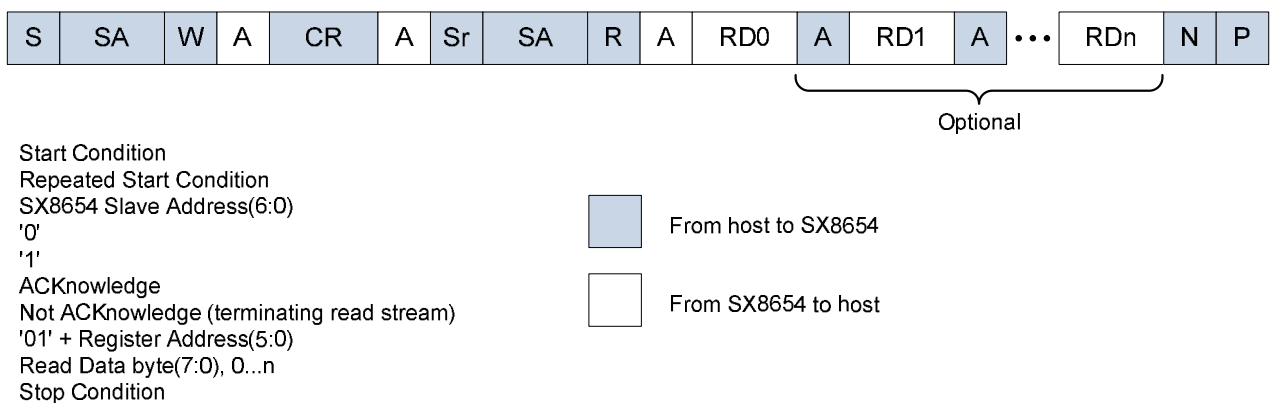 S SA W A CR A Sr SA R A RD0 A RD1 A ••• RDn N P
Optional
Start Condition
Repeated Start Condition
SX8654 Slave Address(6:0)
'0'
'1'
ACKnowledge
Not ACKnowledge (terminating read stream)
'01' + Register Address(5:0)
Read Data byte(7:0), 0...n
Stop Condition
From host to SX8654
From SX8654 to host